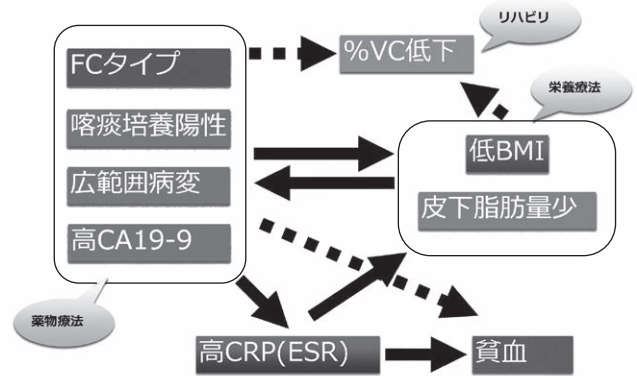 リハビリ
FCタイプ
%VC低下
喀痰培養陽性
栄養療法
広範囲病変
低BMI
高CA19-9
皮下脂肪量少
薬物療法
高CRP(ESR)
貧血